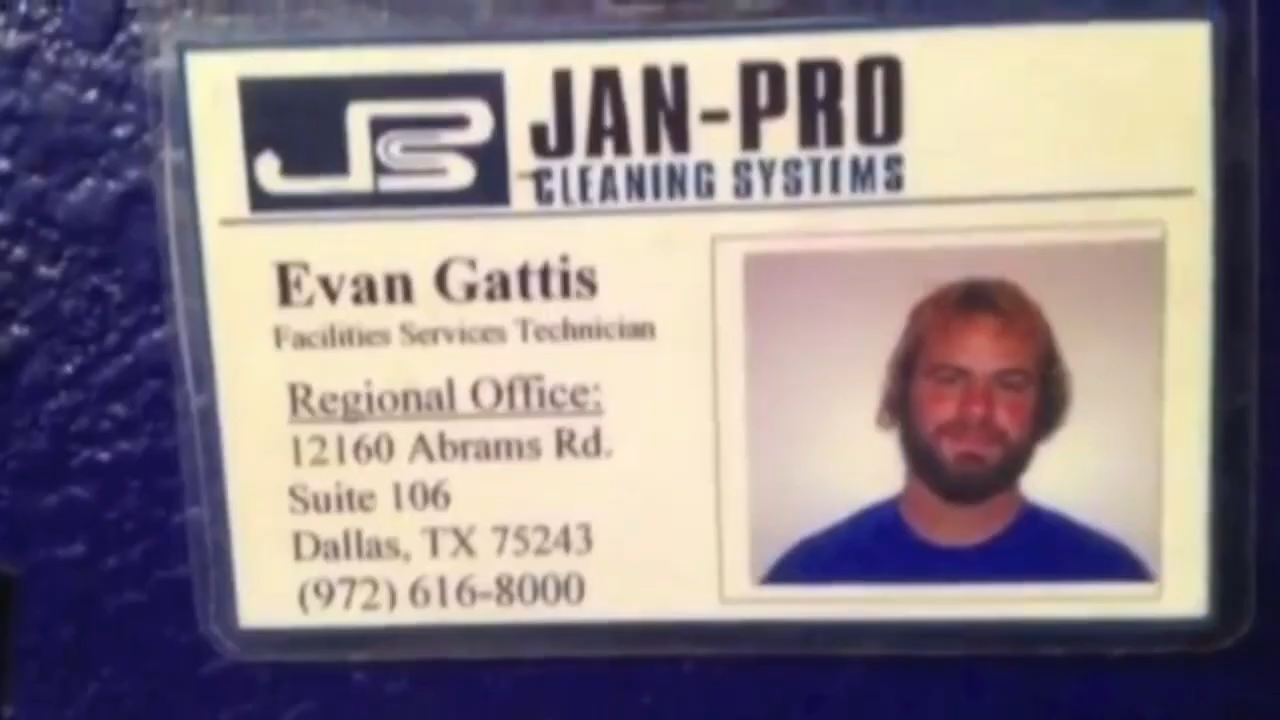 JS JAN-PRO
CLEANING SYSTEMS
Evan Gattis
Facilities Services Technician
Regional Office:
12160 Abrams Rd.
Suite 106
Dallas, TX 75243
(972) 616-8000